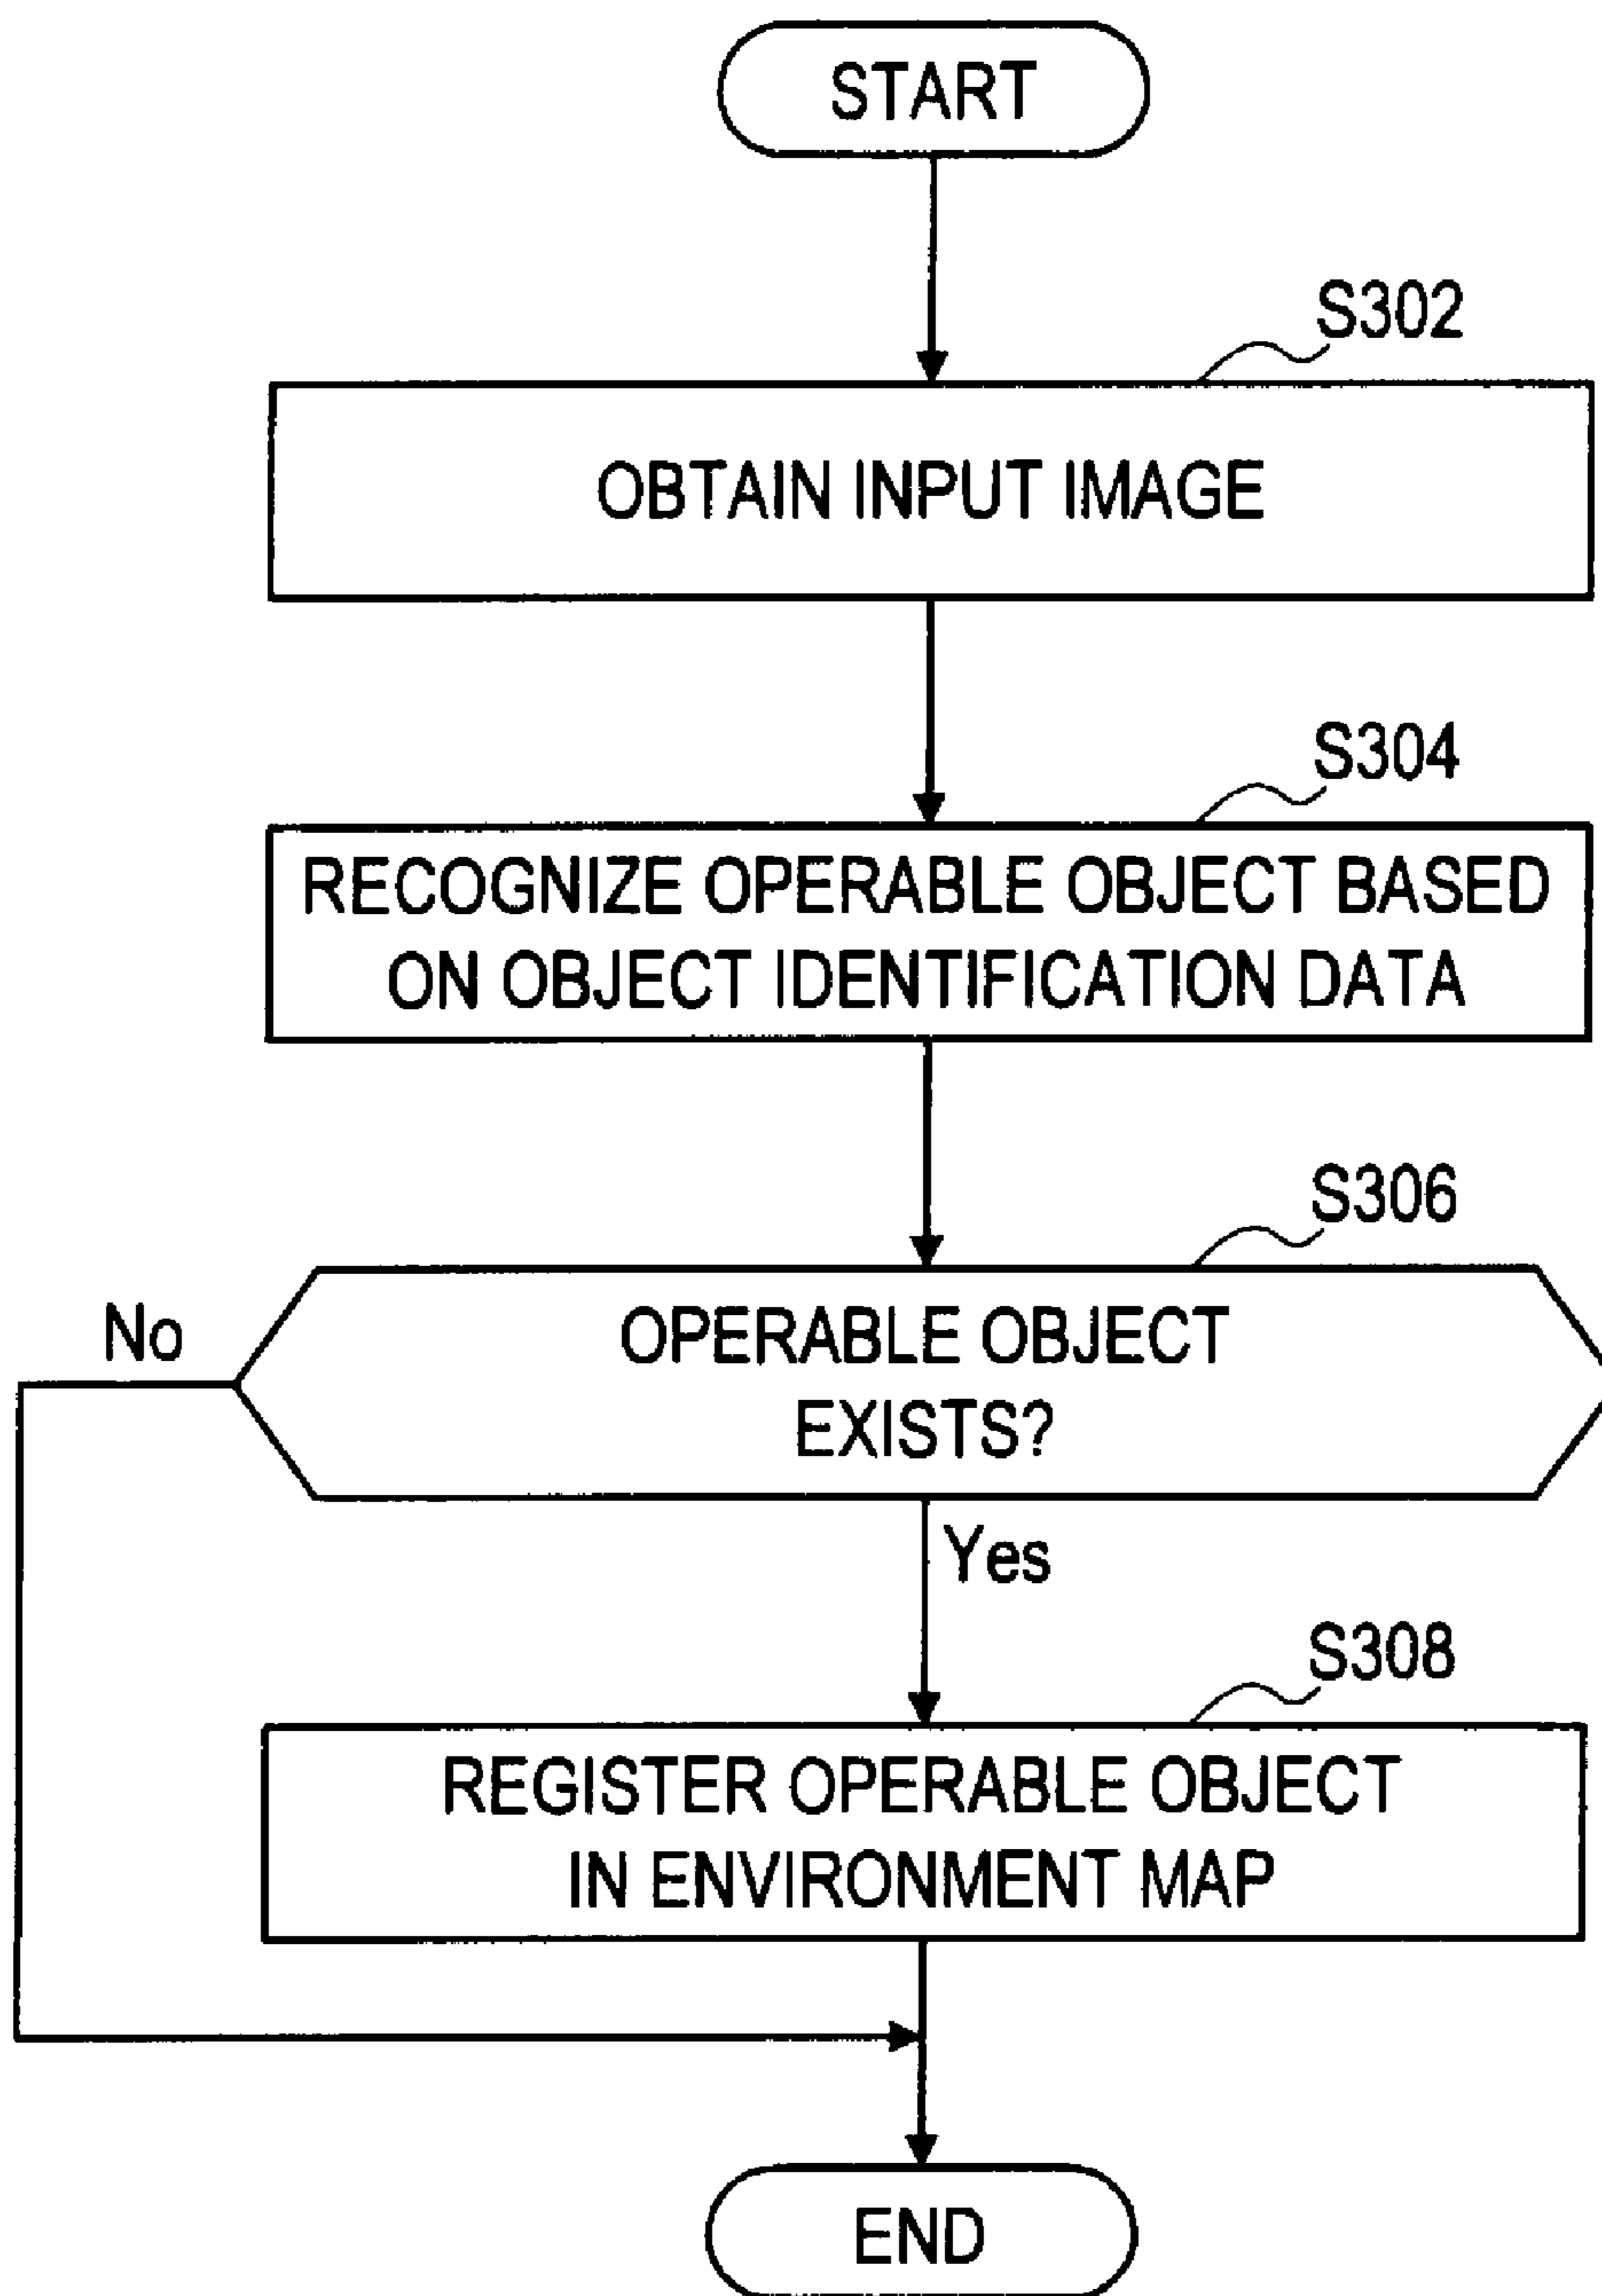 START
S302
OBTAIN INPUT IMAGE
S304
RECOGNIZE OPERABLE OBJECT BASED
ON OBJECT IDENTIFICATION DATA
S306
No
OPERABLE OBJECT
EXISTS?
Yes
S308
REGISTER OPERABLE OBJECT
IN ENVIRONMENT MAP
END